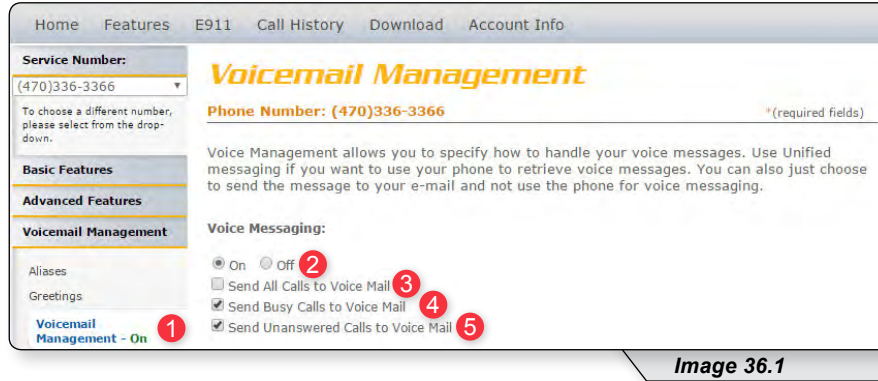 Home Features E911 Call History Download Account Info
Service Number:
(470)336-3366
To choose a different number,
please select from the drop-
down.
Basic Features
Advanced Features
Voicemail Management
Aliases
Greetings
Voicemail
Management - On
1
Voicemail Management
Phone Number: (470)336-3366
*(required fields)
Voice Management allows you to specify how to handle your voice messages. Use Unified
messaging if you want to use your phone to retrieve voice messages. You can also just choose
to send the message to your e-mail and not use the phone for voice messaging.
Voice Messaging:
On Off 2
Send All Calls to Voice Mail 3
Send Busy Calls to Voice Mail 4
Send Unanswered Calls to Voice Mail 5
Image 36.1